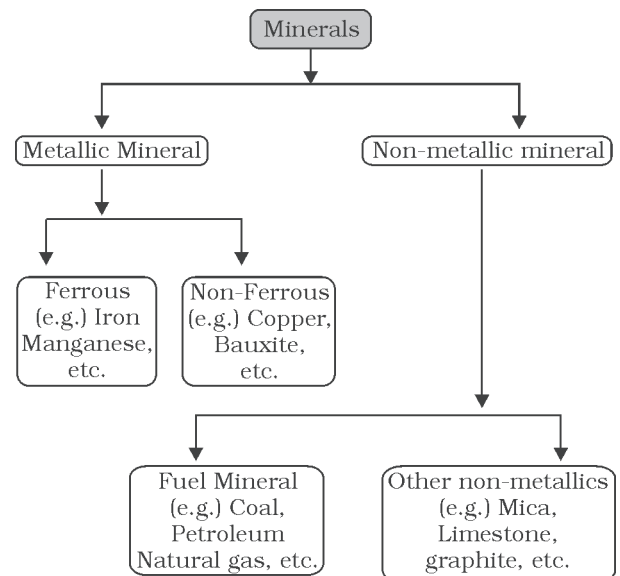 Minerals
Metallic Mineral
Non-metallic mineral
Ferrous
(e.g.) Iron
Manganese,
etc.
Non-Ferrous
(e.g.) Copper,
Bauxite,
etc.
Fuel Mineral
(e.g.) Coal,
Petroleum
Natural gas, etc.
Other non-metallics
(e.g.) Mica,
Limestone,
graphite, etc.